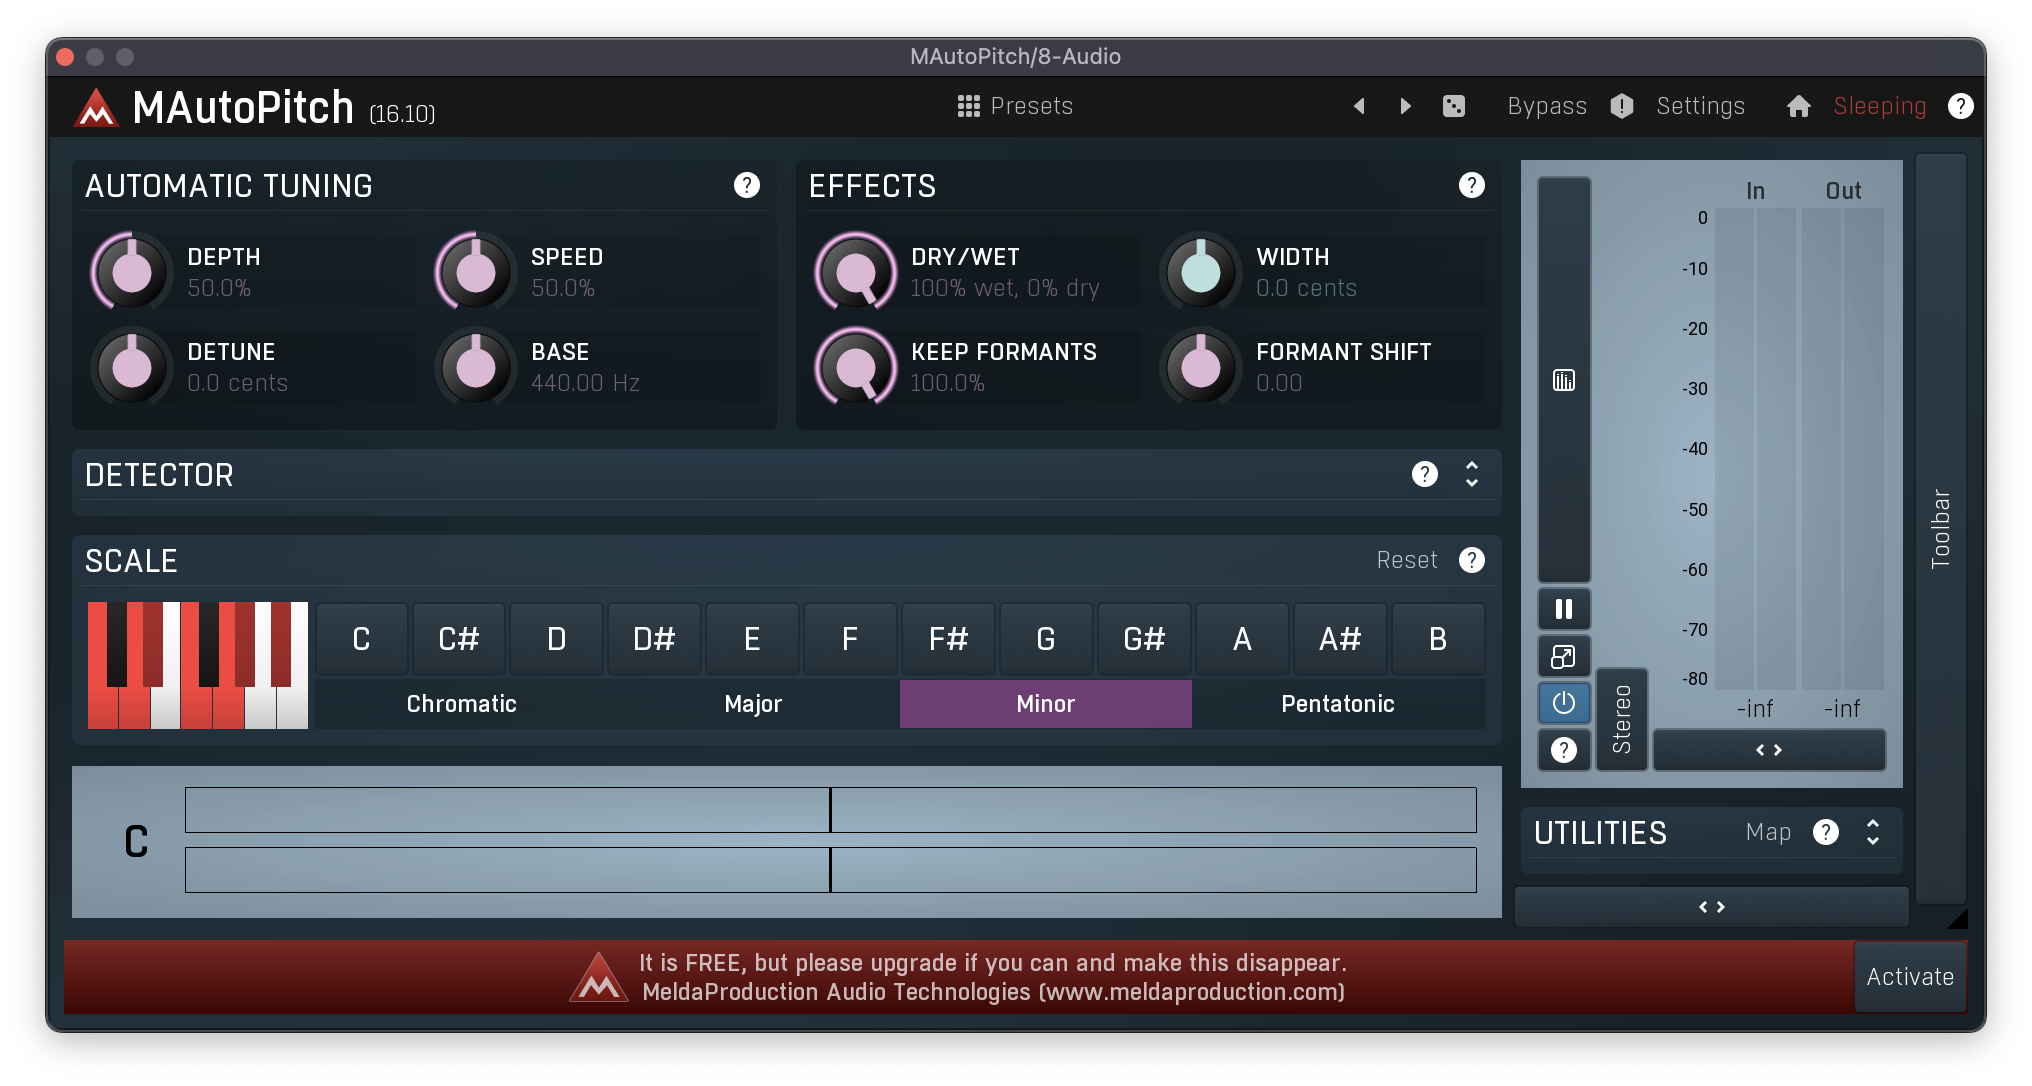 MAutoPitch/8-Audio
MAutoPitch (16.10)
Presets
Bypass
Settings
Sleeping
?
AUTOMATIC TUNING
?
DEPTH
50.0%
SPEED
50.0%
DETUNE
0.0 cents
BASE
440.00 Hz
EFFECTS
?
DRY/WET
100% wet, 0% dry
WIDTH
0.0 cents
KEEP FORMANTS
100.0%
FORMANT SHIFT
0.00
DETECTOR
?
SCALE
Reset
?
C
C#
D
D#
E
F
F#
G
G#
A
A#
B
Chromatic
Major
Minor
Pentatonic
C
In
Out
0
-10
-20
-30
-40
-50
-60
-70
-80
-inf
-inf
?
Stereo
UTILITIES
Map
?
Toolbar
It is FREE, but please upgrade if you can and make this disappear.
MeldaProduction Audio Technologies (www.meldaproduction.com)
Activate